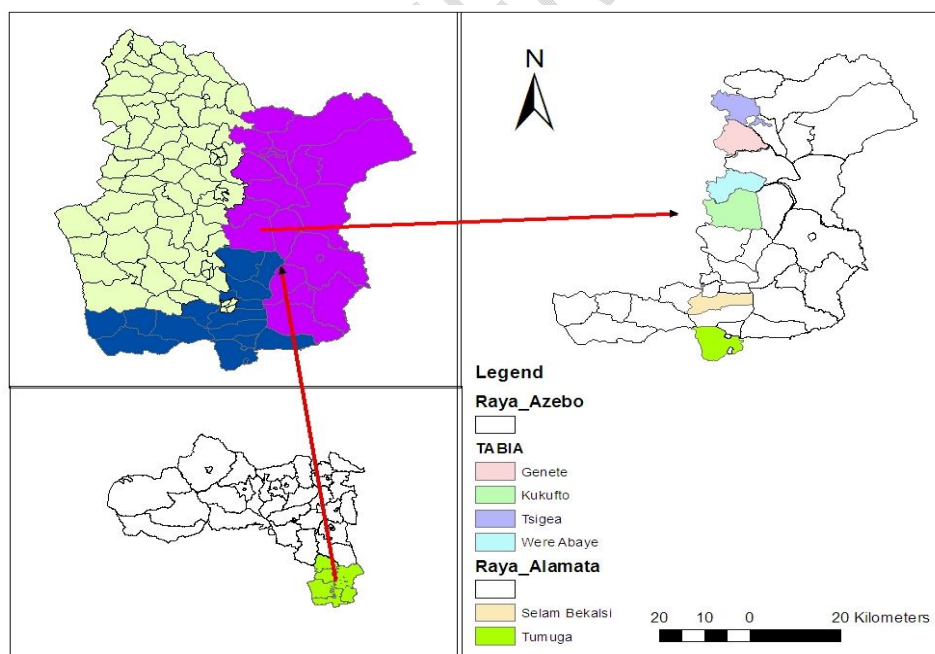 N
Legend
Raya_Azebo
TABIA
Genete
Kukufto
Tsigea
Were Abaye
Raya_Alamata
Selam Bekalsi
Tumuga
20 10 0 20 Kilometers